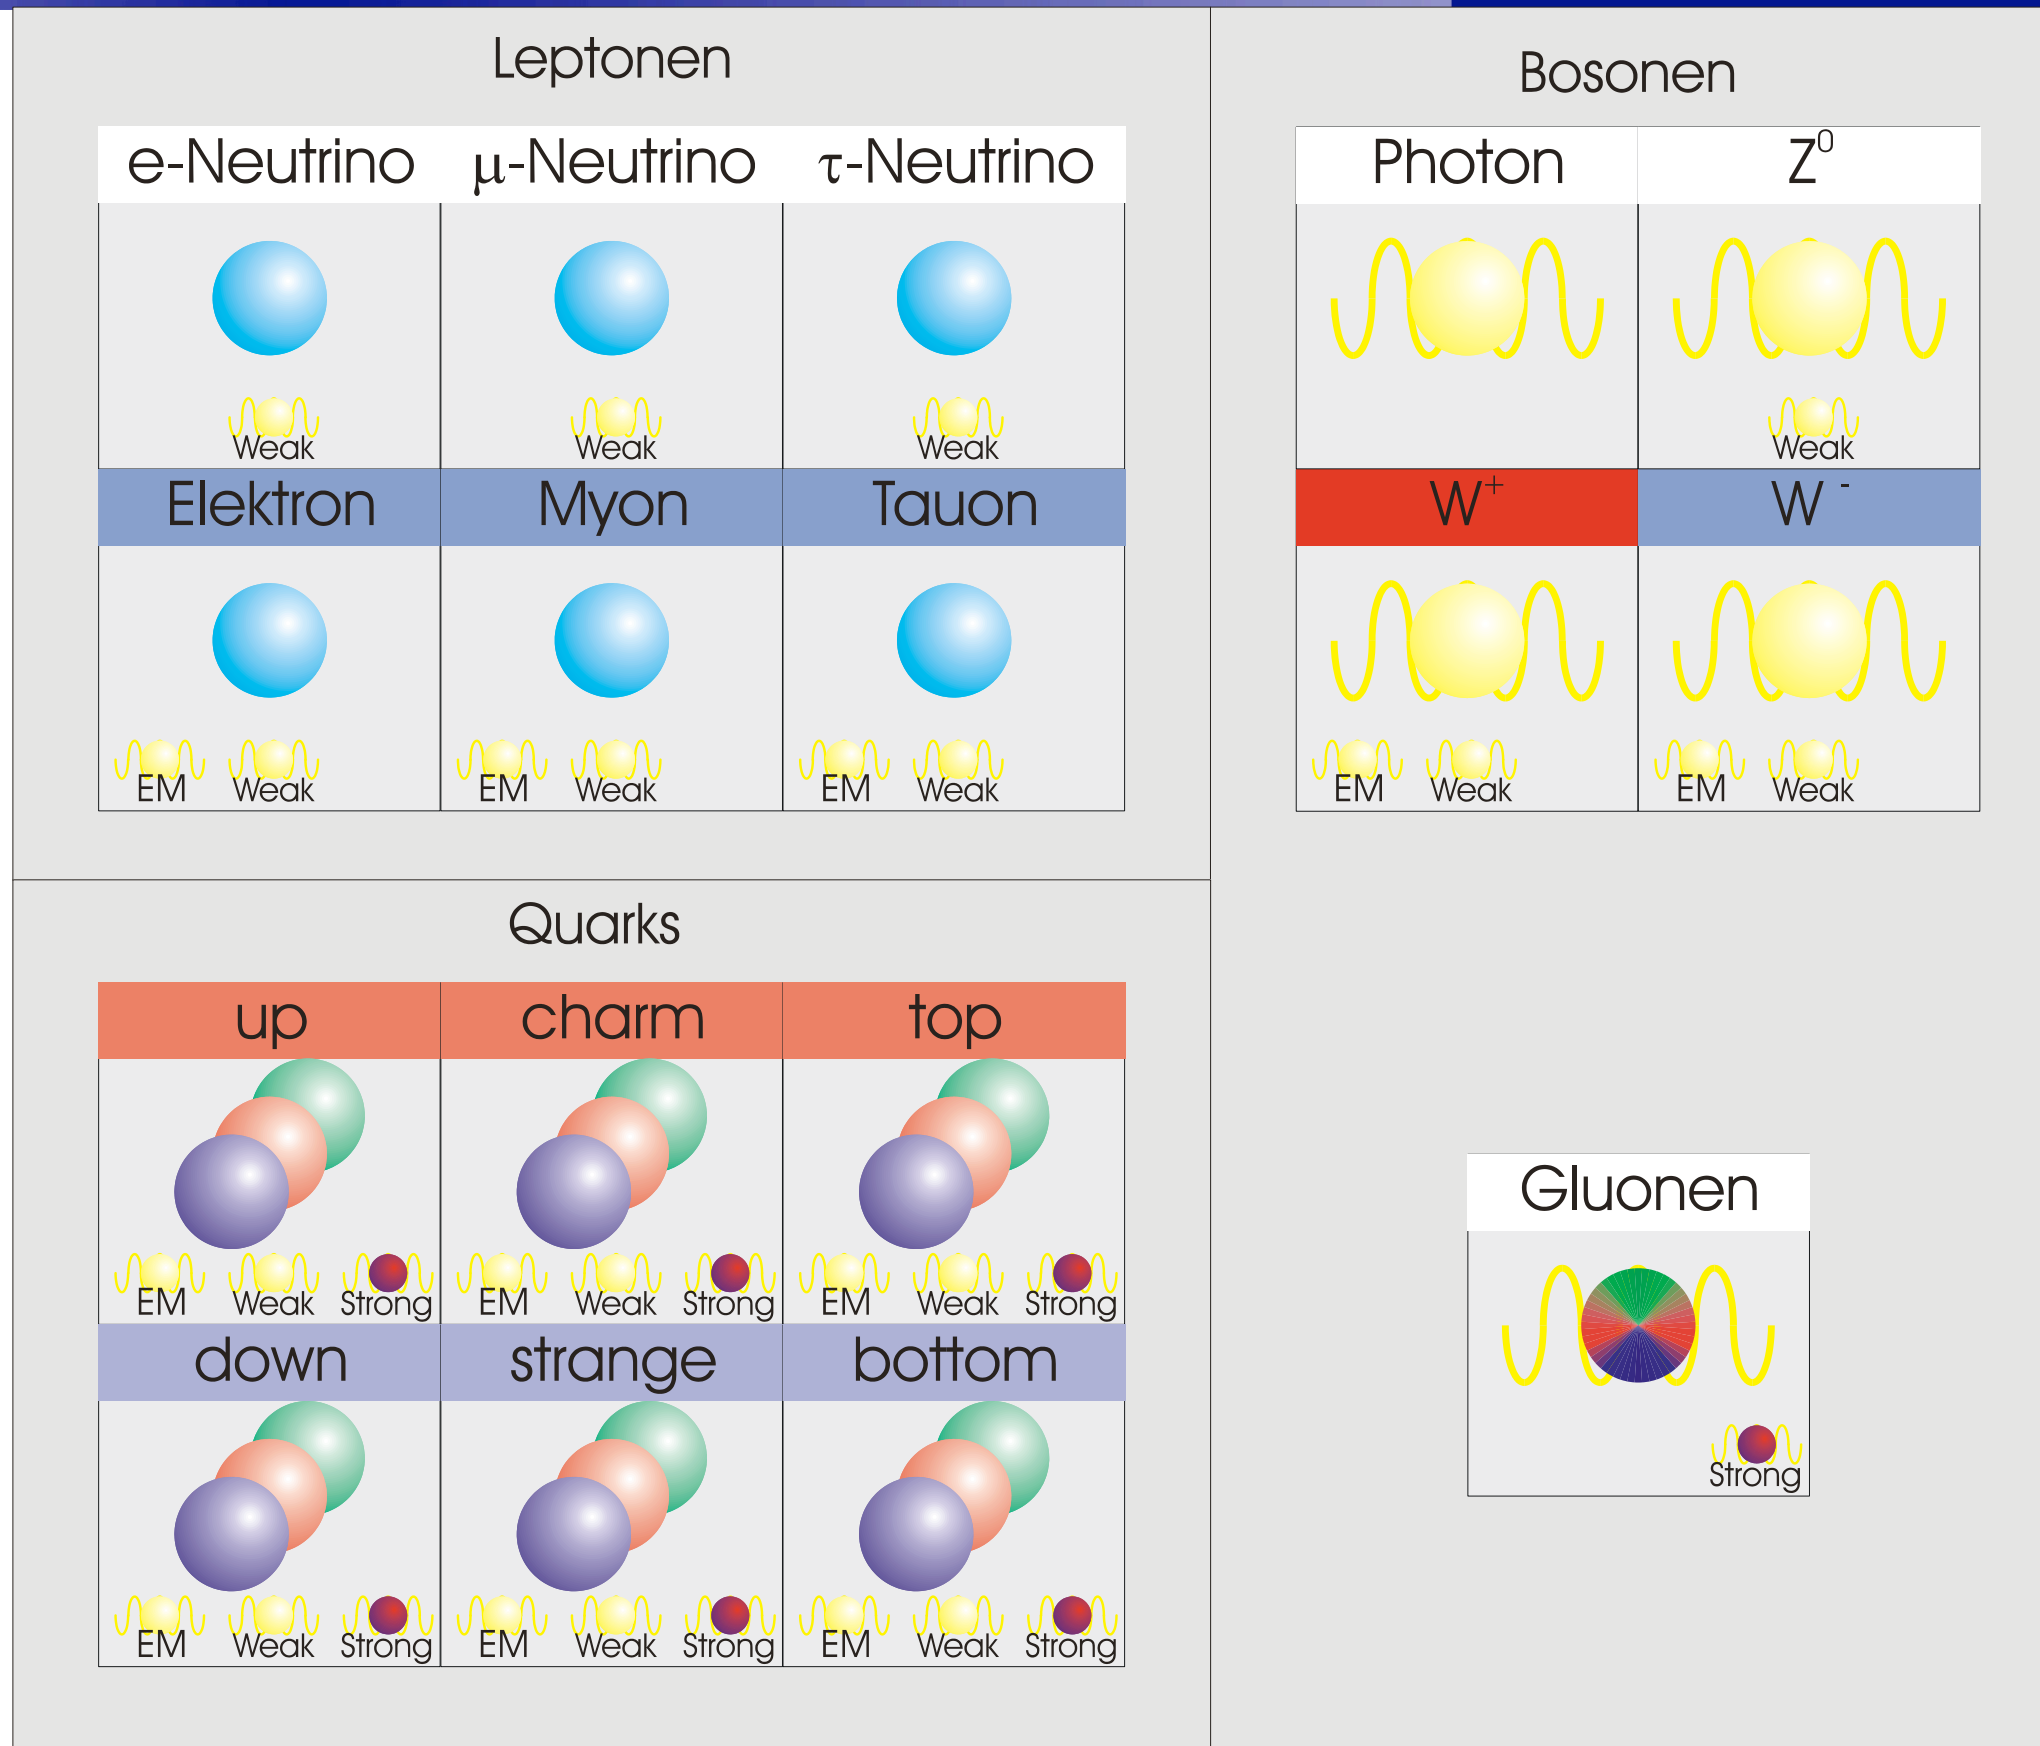 Leptonen
e-Neutrino μ-Neutrino τ-Neutrino
Weak Weak Weak
Elektron Myon Tauon
EM Weak EM Weak EM Weak
Quarks
up charm top
EM Weak Strong EM Weak Strong EM Weak Strong
down strange bottom
EM Weak Strong EM Weak Strong EM Weak Strong
Bosonen
Photon Z⁰
Weak
W⁺ W⁻
EM Weak EM Weak
Gluonen
Strong